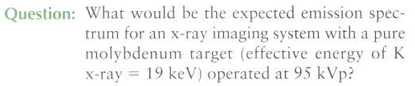 Question: What would be the expected emission spec-
trum for an x-ray imaging system with a pure
molybdenum target (effective energy of K
x-ray = 19 keV) operated at 95 kVp?